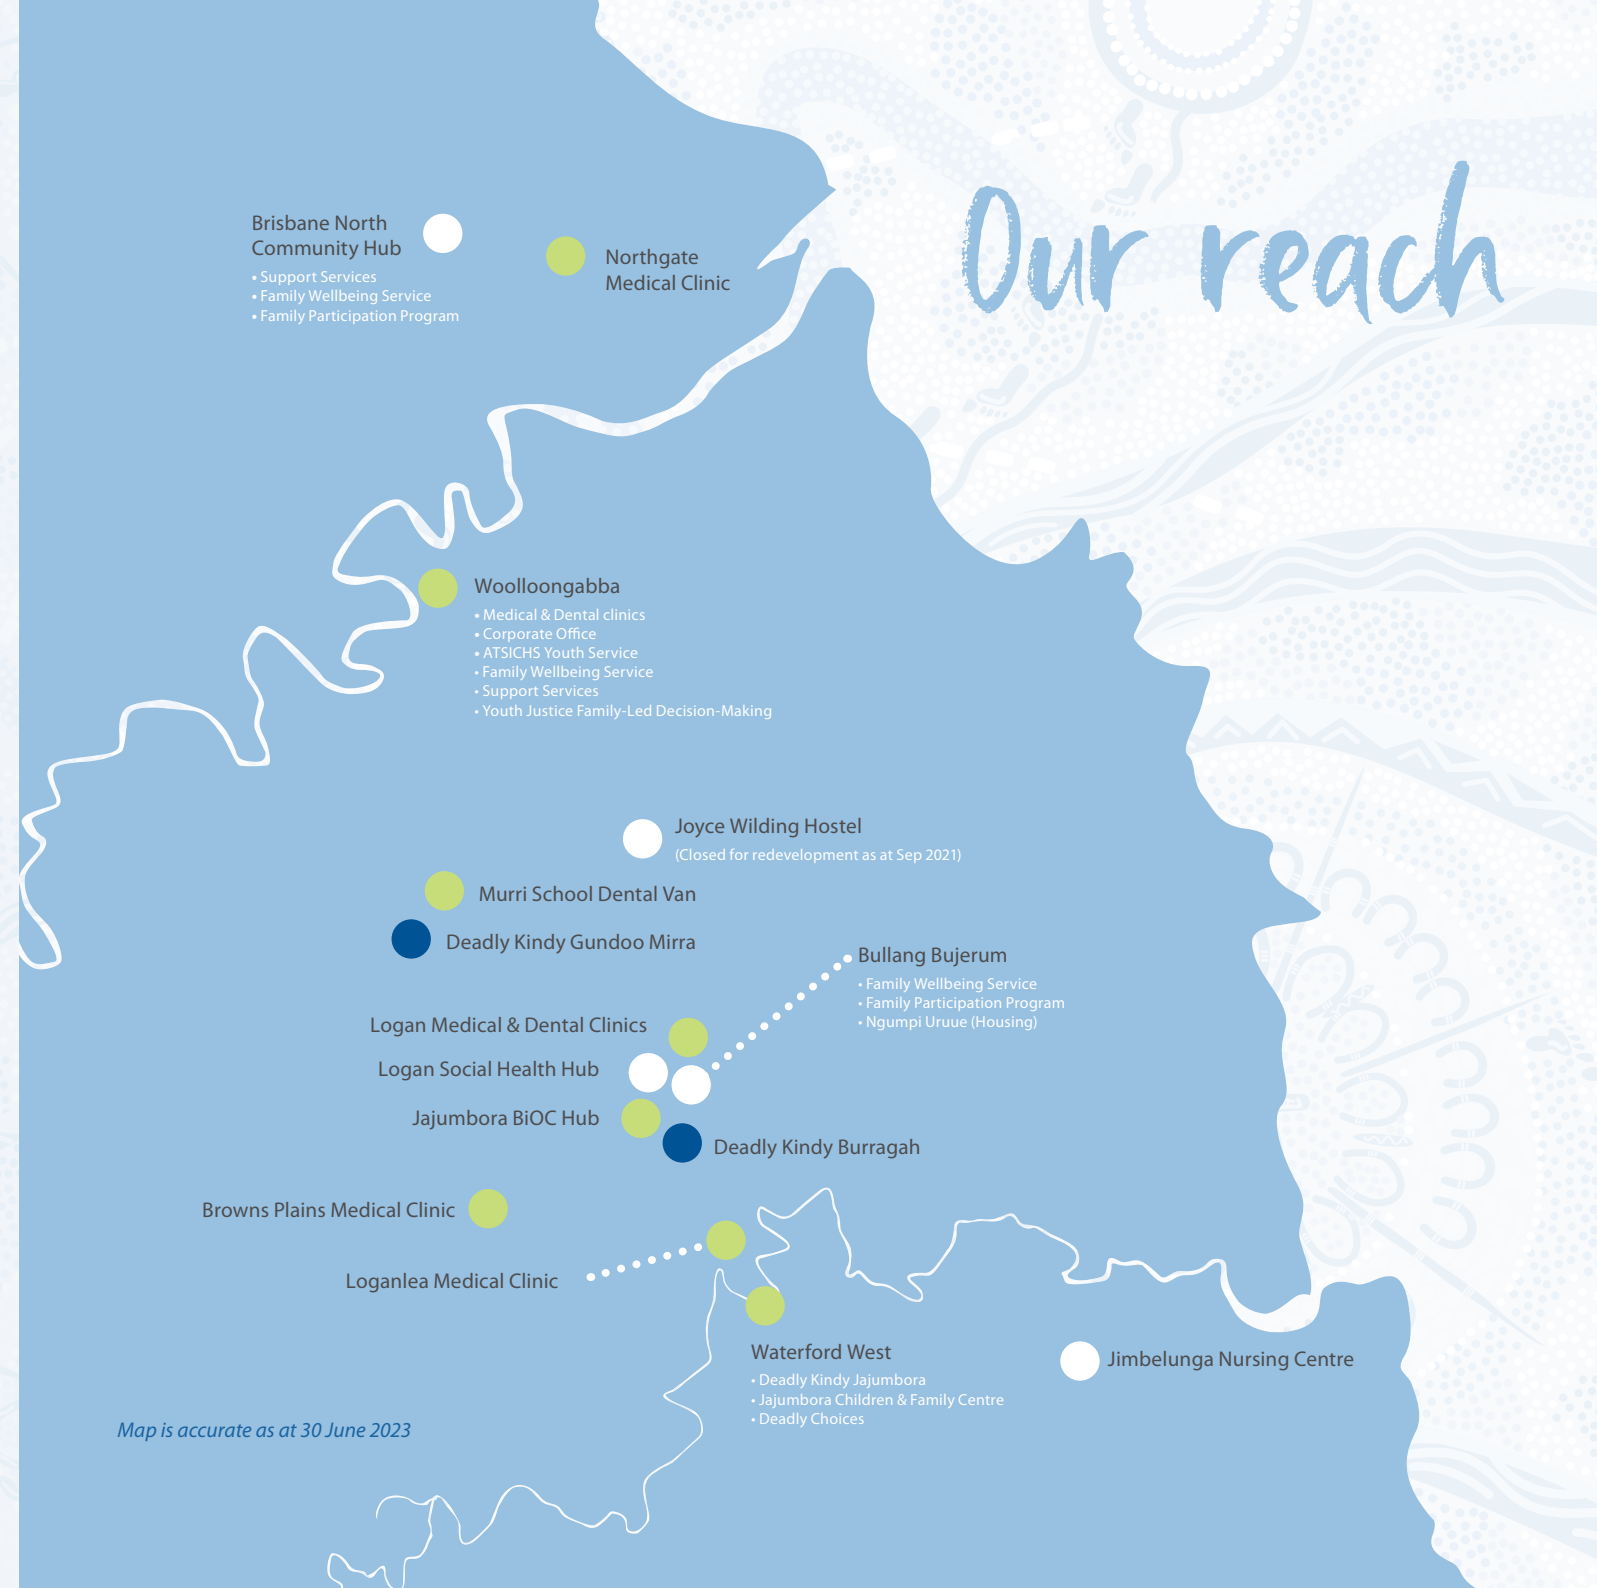 Our reach
Brisbane North
Community Hub
• Support Services
• Family Wellbeing Service
• Family Participation Program
Northgate
Medical Clinic
Woolloongabba
• Medical & Dental clinics
• Corporate Office
• ATSICHS Youth Service
• Family Wellbeing Service
• Support Services
• Youth Justice Family-Led Decision-Making
Joyce Wilding Hostel
(Closed for redevelopment as at Sep 2021)
Murri School Dental Van
Deadly Kindy Gundoo Mirra
Bullang Bujerum
• Family Wellbeing Service
• Family Participation Program
• Ngumpi Uruue (Housing)
Logan Medical & Dental Clinics
Logan Social Health Hub
Jajumbora BiOC Hub
Deadly Kindy Burragah
Browns Plains Medical Clinic
Loganlea Medical Clinic
Waterford West
• Deadly Kindy Jajumbora
• Jajumbora Children & Family Centre
• Deadly Choices
Jimbelunga Nursing Centre
Map is accurate as at 30 June 2023